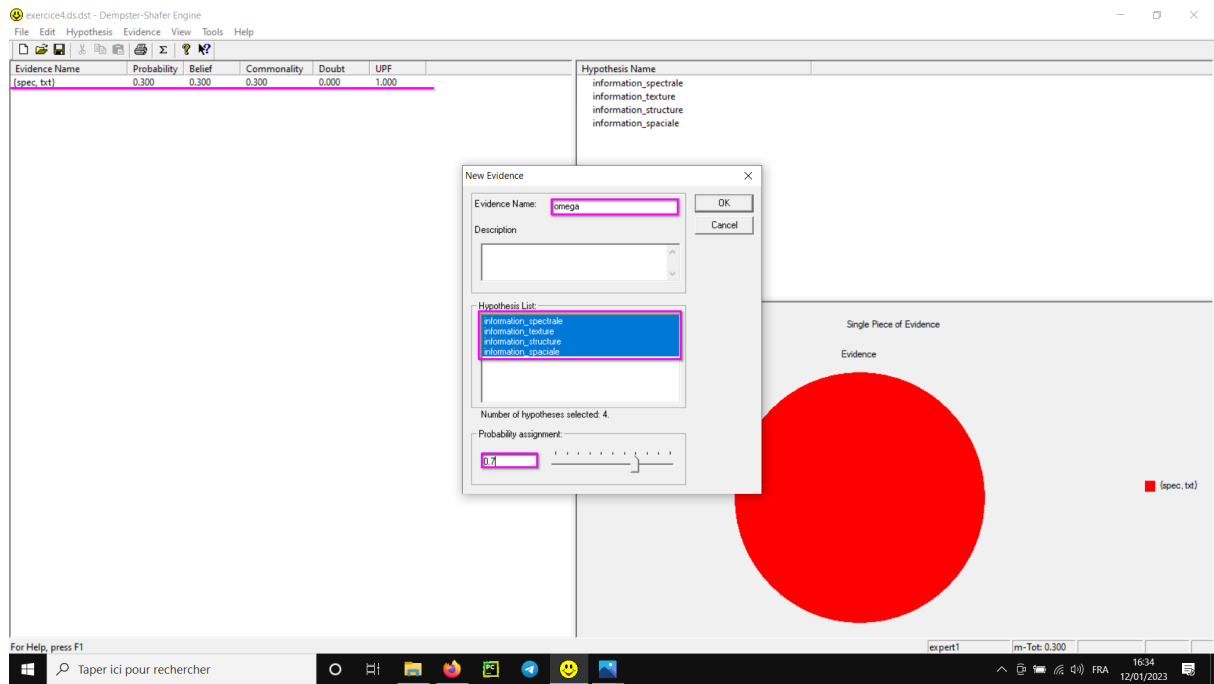 exercice4.ds.dst - Dempster-Shafer Engine
File Edit Hypothesis Evidence View Tools Help
Evidence Name Probability Belief Commonality Doubt UPF
{spec, txt} 0.300 0.300 0.300 0.000 1.000
Hypothesis Name
information_spectrale
information_texture
information_structure
information_spaciale
New Evidence
Evidence Name: omega
OK
Cancel
Description
Hypothesis List:
information_spectrale
information_texture
information_structure
information_spaciale
Number of hypotheses selected: 4.
Probability assignment:
0.7
Single Piece of Evidence
Evidence
{spec, txt}
For Help, press F1
expert1 m-Tot: 0.300
Taper ici pour rechercher
FRA
16:34
12/01/2023